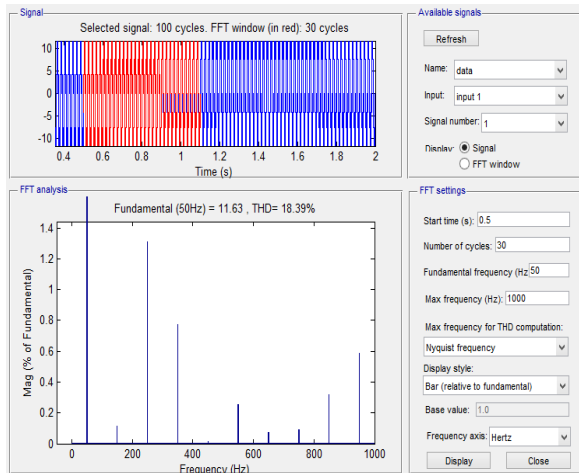 Signal
Selected signal: 100 cycles. FFT window (in red): 30 cycles
10
5
0
-5
-10
0.4
0.6
0.8
1
1.2
1.4
1.6
1.8
2
Time (s)
Available signals
Refresh
Name:
data
Input:
input 1
Signal number:
1
Display:
Signal
FFT window
FFT analysis
Fundamental (50Hz) = 11.63 , THD= 18.39%
1.4
1.2
1
0.8
0.6
0.4
0.2
0
Mag (% of Fundamental)
0
200
400
600
800
1000
Frequency (Hz)
FFT settings
Start time (s):
0.5
Number of cycles:
30
Fundamental frequency (Hz
50
Max frequency (Hz):
1000
Max frequency for THD computation:
Nyquist frequency
Display style:
Bar (relative to fundamental)
Base value:
1.0
Frequency axis:
Hertz
Display
Close